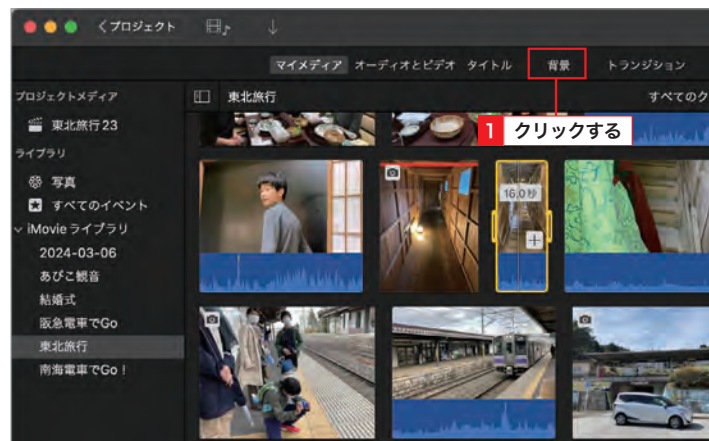 プロジェクト
マイメディア オーディオとビデオ タイトル 背景 トランジション
プロジェクトメディア
東北旅行
すべてのク
東北旅行23
1 クリックする
ライブラリ
写真
すべてのイベント
iMovie ライブラリ
16.0秒
2024-03-06
あびこ観音
結婚式
阪急電車でGo
東北旅行
南海電車でGo！